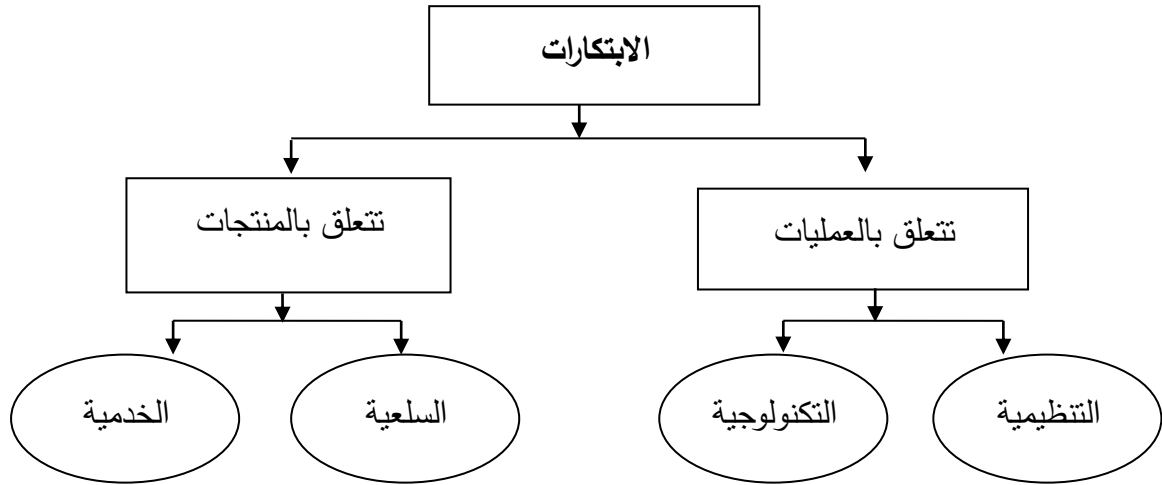 الابتكارات
تتعلق بالعمليات
تتعلق بالمنتجات
التنظيمية
التكنولوجية
السلعية
الخدمية